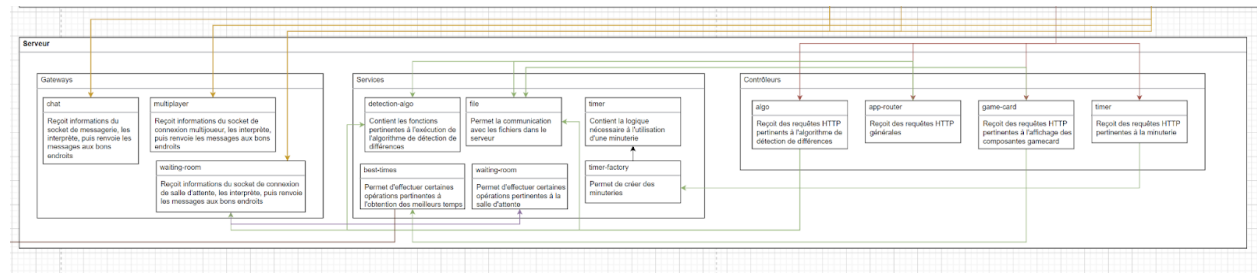 Serveur
Gateways
chat
Reçoit informations du
socket de messagerie, les
interprète, puis renvoie les
messages aux bons
endroits
multiplayer
Reçoit informations du socket de
connexion multijoueur, les interprète,
puis renvoie les messages aux bons
endroits
waiting-room
Reçoit informations du socket de connexion
de salle d'attente, les interprète, puis renvoie
les messages aux bons endroits
Services
detection-algo
Contient les fonctions
pertinentes à l'exécution de
l'algorithme de détection de
différences
file
Permet la communication
avec les fichiers dans le
serveur
timer
Contient la logique
nécessaire à l'utilisation
d'une minuterie
best-times
Permet d'effectuer certaines
opérations pertinentes à
l'obtention des meilleurs temps
waiting-room
Permet d'effectuer certaines
opérations pertinentes à la
salle d'attente
timer-factory
Permet de créer des
minuteries
Contrôleurs
algo
Reçoit des requêtes HTTP
pertinents à l'algorithme de
détection de différences
app-router
Reçoit des requêtes HTTP
générales
game-card
Reçoit des requêtes HTTP
pertinentes à l'affichage des
composantes gamecard
timer
Reçoit des requêtes HTTP
pertinentes à la minuterie